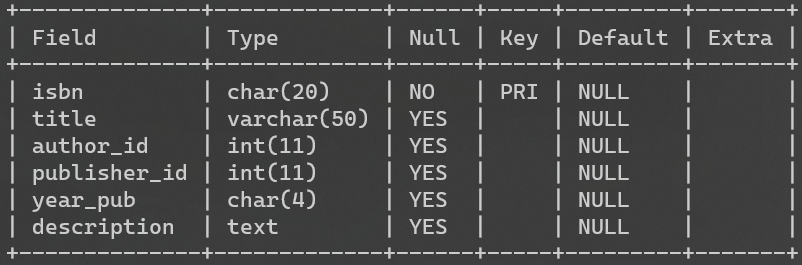 +--------------+-------------+------+-----+---------+-------+
| Field        | Type        | Null | Key | Default | Extra |
+--------------+-------------+------+-----+---------+-------+
| isbn         | char(20)    | NO   | PRI | NULL    |       |
| title        | varchar(50) | YES  |     | NULL    |       |
| author_id    | int(11)     | YES  |     | NULL    |       |
| publisher_id | int(11)     | YES  |     | NULL    |       |
| year_pub     | char(4)     | YES  |     | NULL    |       |
| description  | text        | YES  |     | NULL    |       |
+--------------+-------------+------+-----+---------+-------+